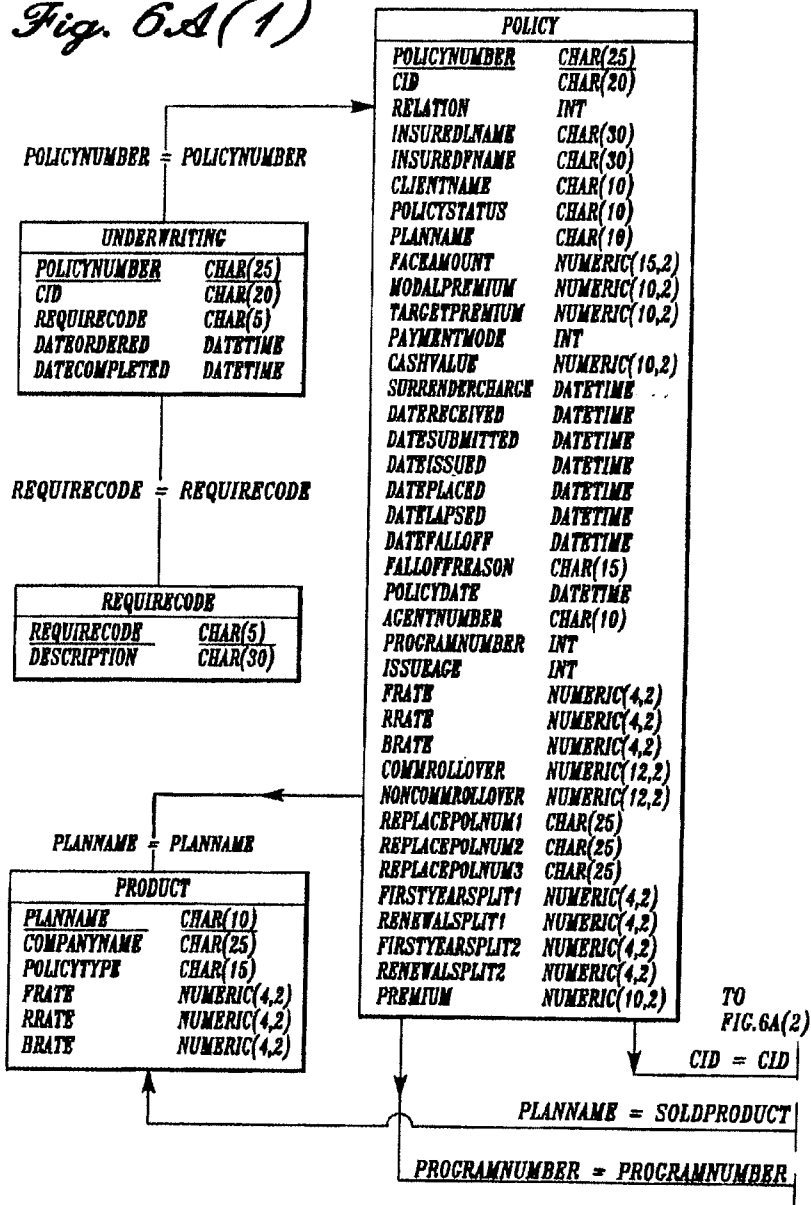 Fig. 6A(1)
POLICY
POLICYNUMBER CHAR(25)
CID CHAR(20)
RELATION INT
INSUREDLNAME CHAR(30)
INSUREDFNAME CHAR(30)
CLIENTNAME CHAR(10)
POLICYSTATUS CHAR(10)
PLANNAME CHAR(10)
FACEAMOUNT NUMERIC(15,2)
MODALPREMIUM NUMERIC(10,2)
TARGETPREMIUM NUMERIC(10,2)
PAYMENTMODE INT
CASHVALUE NUMERIC(10,2)
SURRENDERCHARGE DATETIME
DATERECEIVED DATETIME
DATESUBMITTED DATETIME
DATEISSUED DATETIME
DATEPLACED DATETIME
DATELAPSED DATETIME
DATEFALLOFF DATETIME
FALLOFFREASON CHAR(15)
POLICYDATE DATETIME
AGENTNUMBER CHAR(10)
PROGRAMNUMBER INT
ISSUEAGE INT
FRATE NUMERIC(4,2)
RRATE NUMERIC(4,2)
BRATE NUMERIC(4,2)
COMMROLLOVER NUMERIC(12,2)
NONCOMMROLLOVER NUMERIC(12,2)
REPLACEPOLNUM1 CHAR(25)
REPLACEPOLNUM2 CHAR(25)
REPLACEPOLNUM3 CHAR(25)
FIRSTYEARSPLIT1 NUMERIC(4,2)
RENEWALSPLIT1 NUMERIC(4,2)
FIRSTYEARSPLIT2 NUMERIC(4,2)
RENEWALSPLIT2 NUMERIC(4,2)
PREMIUM NUMERIC(10,2)
POLICYNUMBER = POLICYNUMBER
UNDERWRITING
POLICYNUMBER CHAR(25)
CID CHAR(20)
REQUIRECODE CHAR(5)
DATEORDERED DATETIME
DATECOMPLETED DATETIME
REQUIRECODE = REQUIRECODE
REQUIRECODE
REQUIRECODE CHAR(5)
DESCRIPTION CHAR(30)
PLANNAME = PLANNAME
PRODUCT
PLANNAME CHAR(10)
COMPANYNAME CHAR(25)
POLICYTYPE CHAR(15)
FRATE NUMERIC(4,2)
RRATE NUMERIC(4,2)
BRATE NUMERIC(4,2)
TO
FIG.6A(2)
CID = CID
PLANNAME = SOLDPRODUCT
PROGRAMNUMBER = PROGRAMNUMBER